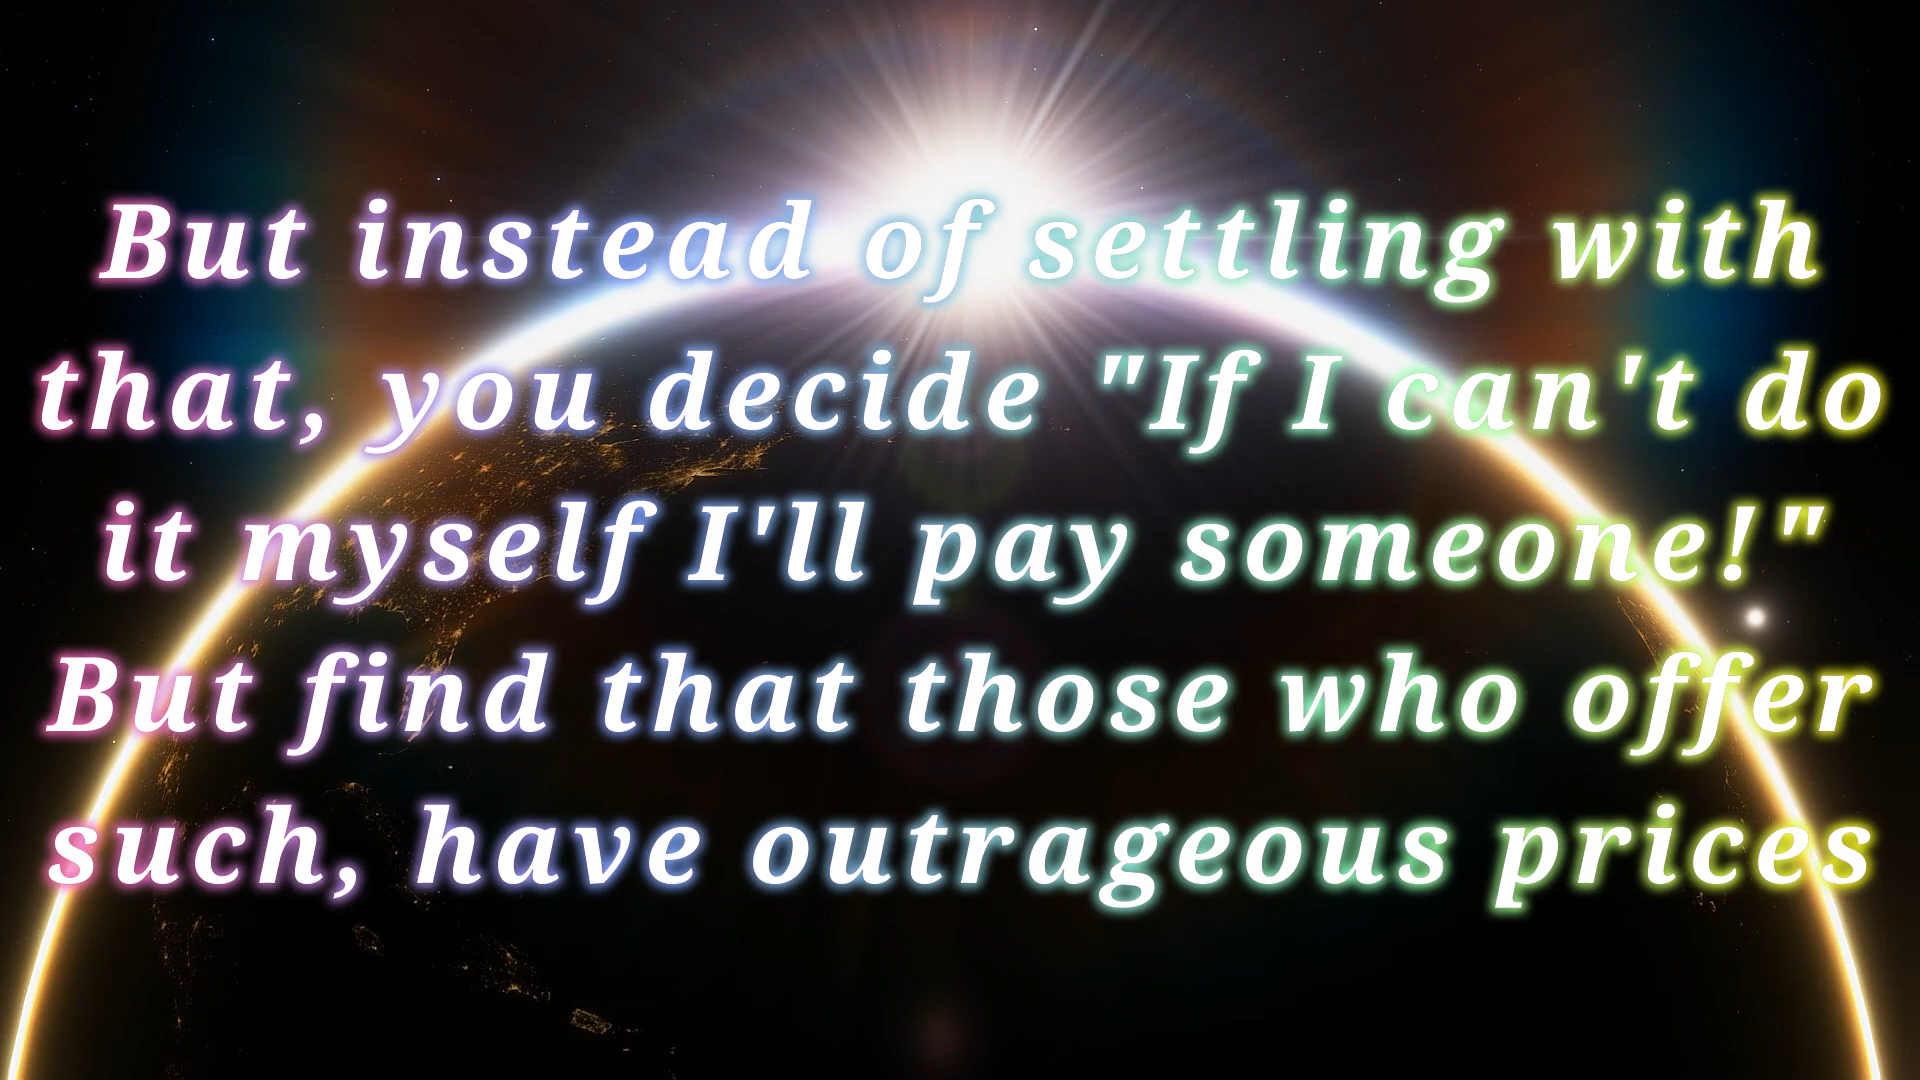 But instead of settling with
that, you decide "If I can't do
it myself I'll pay someone!"
But find that those who offer
such, have outrageous prices